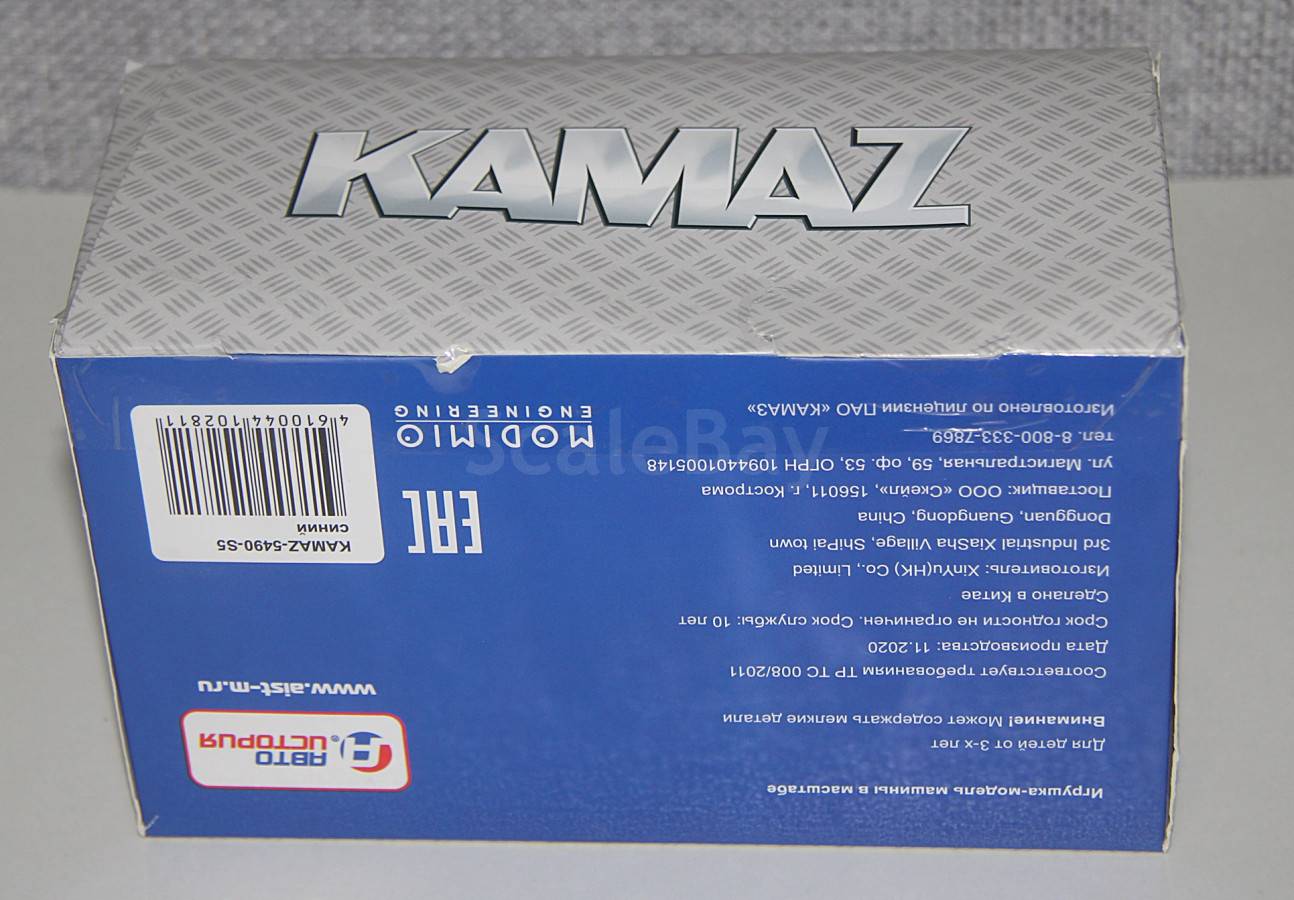 KAMAZ
Игрушка-модель машины в масштабе
Для детей от 3-х лет
Внимание! Может содержать мелкие детали
Соответствует требованиям ТР ТС 008/2011
Дата производства: 11.2020
Срок годности не ограничен. Срок службы: 10 лет
Сделано в Китае
Изготовитель: XinYu(HK) Co., Limited
3rd Industrial XiaSha Village, ShiPai town
Dongguan, Guangdong, China
Поставщик: ООО «Скейл», 156011, г. Кострома
ул. Магистральная, 59, оф. 53, ОГРН 1094401005148
тел. 8-800-333-7869
Изготовлено по лицензии ПАО «КАМАЗ»
АВТО
ИСТОРИЯ®
www.aist-m.ru
EAC
MODIMIO
ENGINEERING
KAMAZ-5490-S5
синий
4 610044 102811
ScaleBay